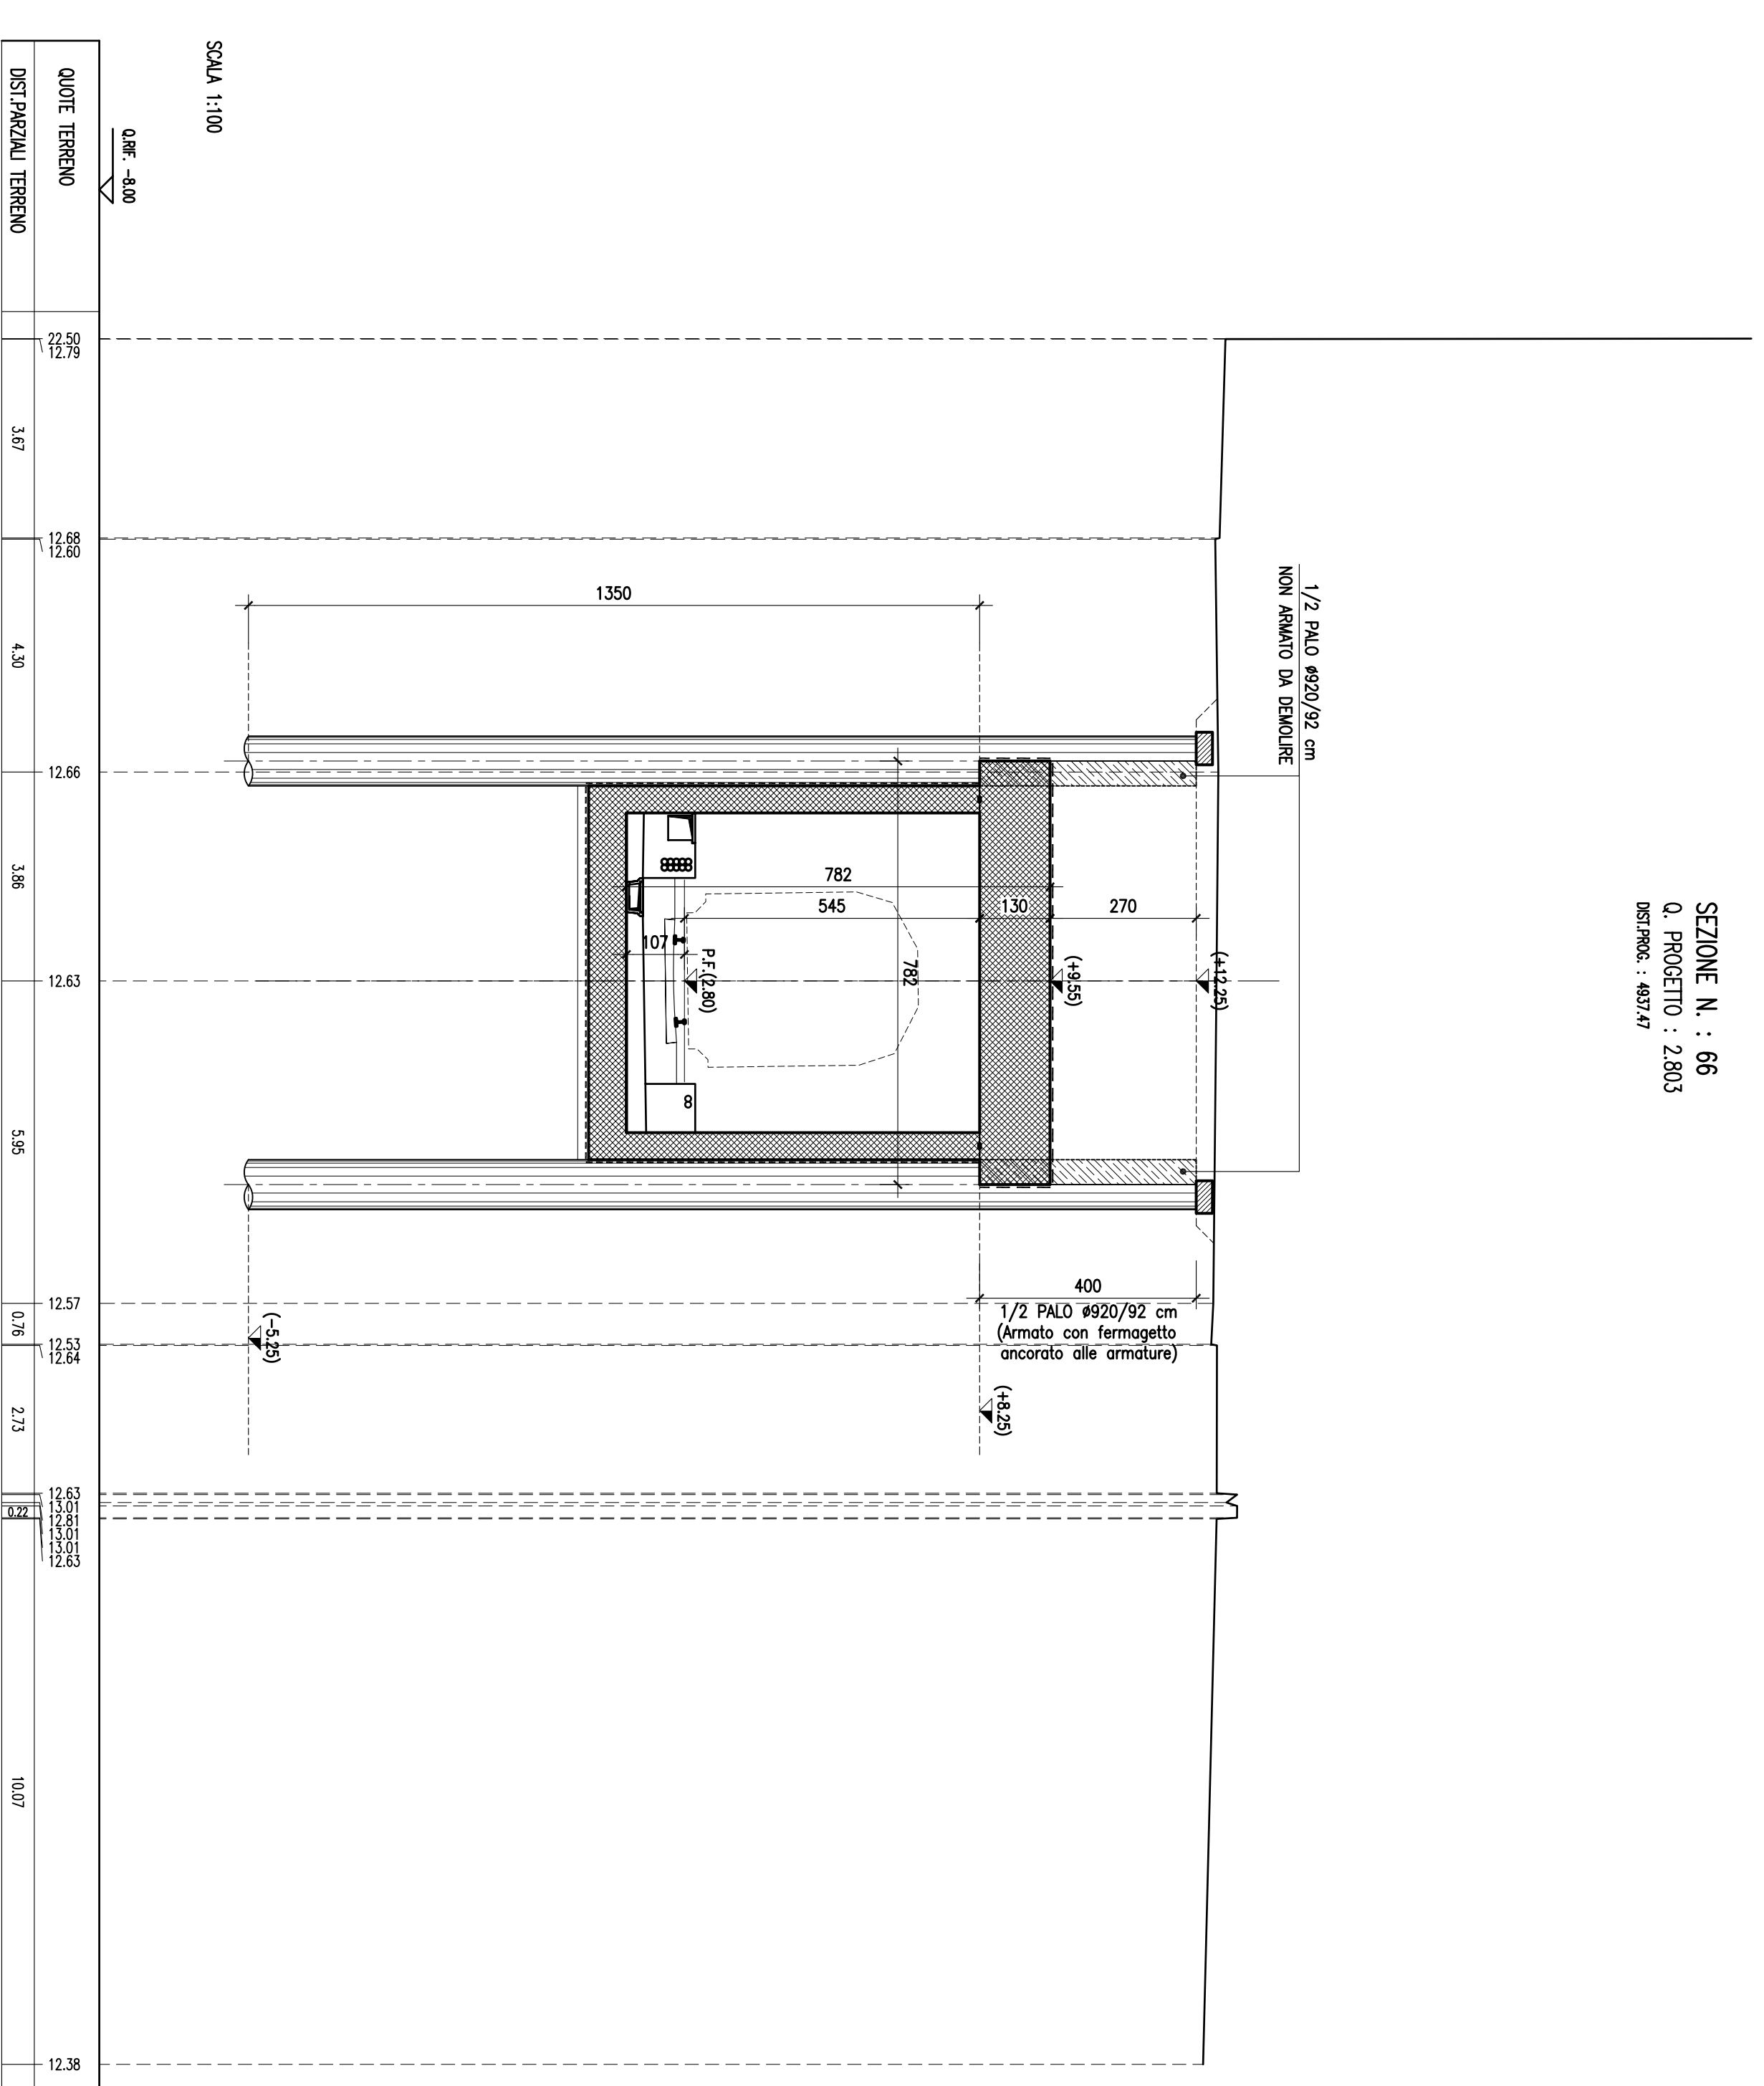 SEZIONE N. : 66
Q. PROGETTO : 2.803
DIST.PROG. : 4937.47
1/2 PALO ø920/92 cm
NON ARMATO DA DEMOLIRE
(+12.25)
270
(+9.55)
130
782
545
782
107
P.F.(2.80)
8
1350
400
1/2 PALO ø920/92 cm
(Armato con fermagetto
ancorato alle armature)
(+8.25)
(-5.25)
SCALA 1:100
Q.RIF. -8.00
QUOTE TERRENO
22.50
12.79
12.68
12.60
12.66
12.63
12.57
12.53
12.64
12.63
13.01
12.81
13.01
13.01
12.63
12.38
DIST.PARZIALI TERRENO
3.67
4.30
3.86
5.95
0.76
2.73
0.22
10.07